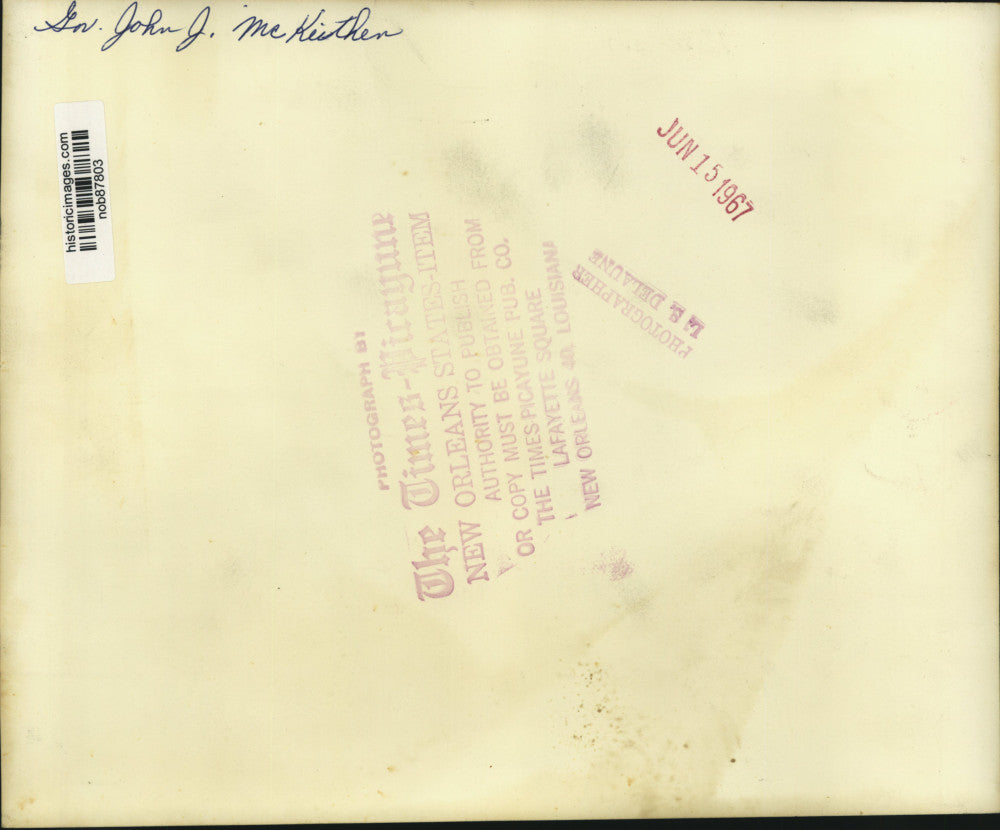 Gov. John J. McKeithen
historicimages.com
nob87803
JUN 15 1967
PHOTOGRAPHER
DELAUNE
PHOTOGRAPH BY
The Times-Picayune
NEW ORLEANS STATES-ITEM
AUTHORITY TO PUBLISH
OR COPY MUST BE OBTAINED FROM
THE TIMES-PICAYUNE PUB. CO.
LAFAYETTE SQUARE
NEW ORLEANS 40, LOUISIANA